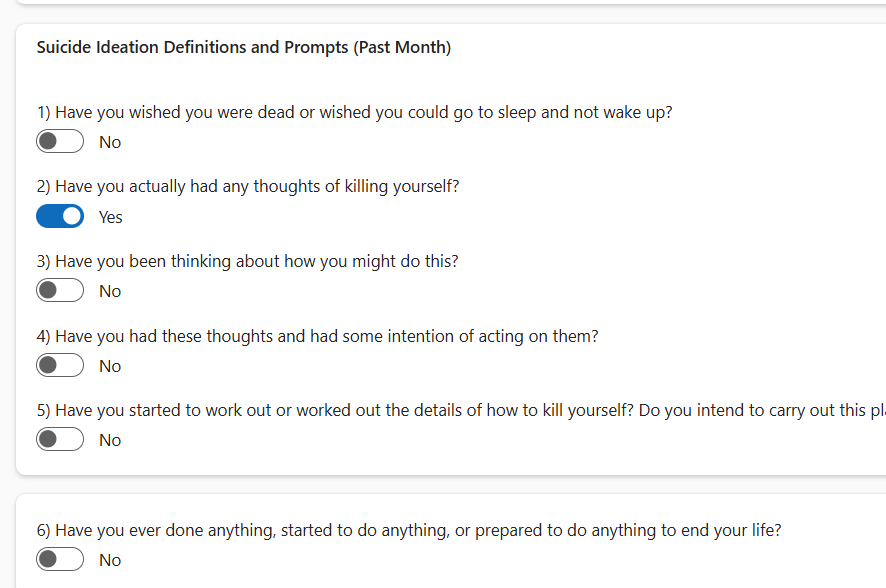 Suicide Ideation Definitions and Prompts (Past Month)
1) Have you wished you were dead or wished you could go to sleep and not wake up?
No
2) Have you actually had any thoughts of killing yourself?
Yes
3) Have you been thinking about how you might do this?
No
4) Have you had these thoughts and had some intention of acting on them?
No
5) Have you started to work out or worked out the details of how to kill yourself? Do you intend to carry out this
No
6) Have you ever done anything, started to do anything, or prepared to do anything to end your life?
No